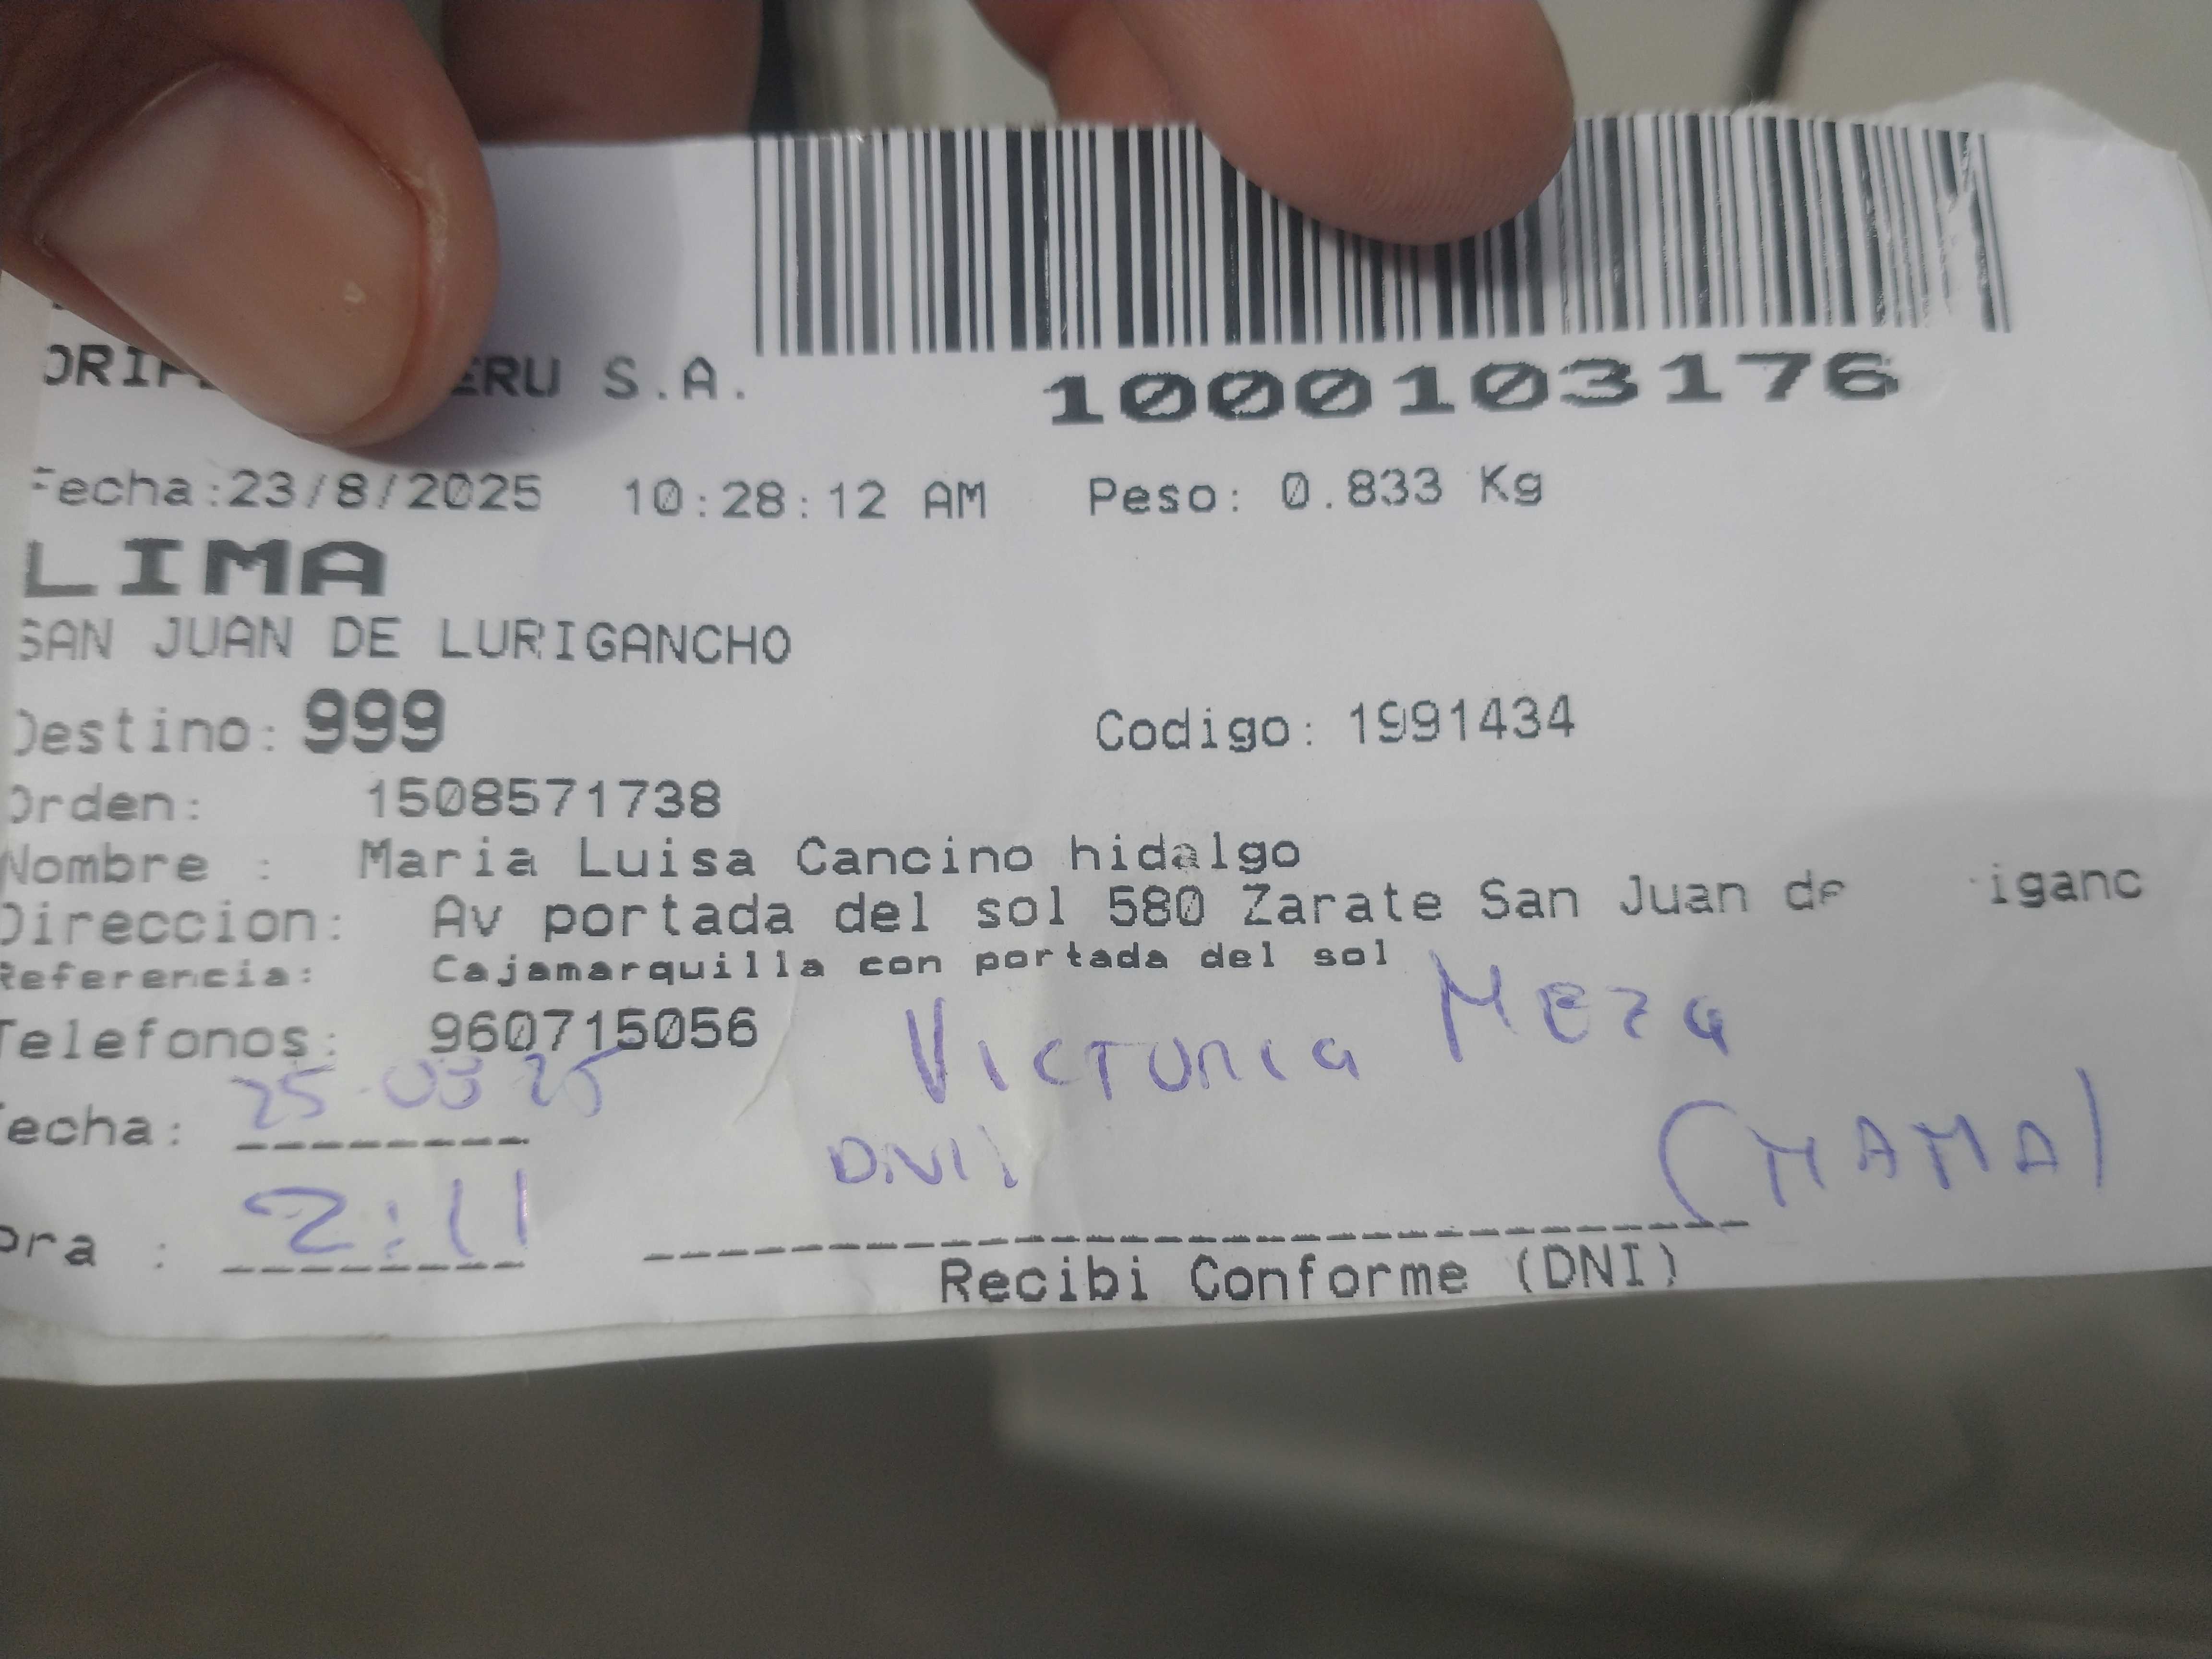 ERU S.A.
1000103176
Fecha:23/8/2025 10:28:12 AM Peso: 0.833 Kg
LIMA
SAN JUAN DE LURIGANCHO
Destino: 999 Codigo: 1991434
Orden: 1508571738
Nombre : Maria Luisa Cancino hidalgo
Direccion: Av portada del sol 580 Zarate San Juan de iganc
Referencia: Cajamarquilla con portada del sol
Telefonos: 960715056
VICTORIA MEZA
echa: 25
DNI: (MAMA)
ora : 2:11
Recibi Conforme (DNI)